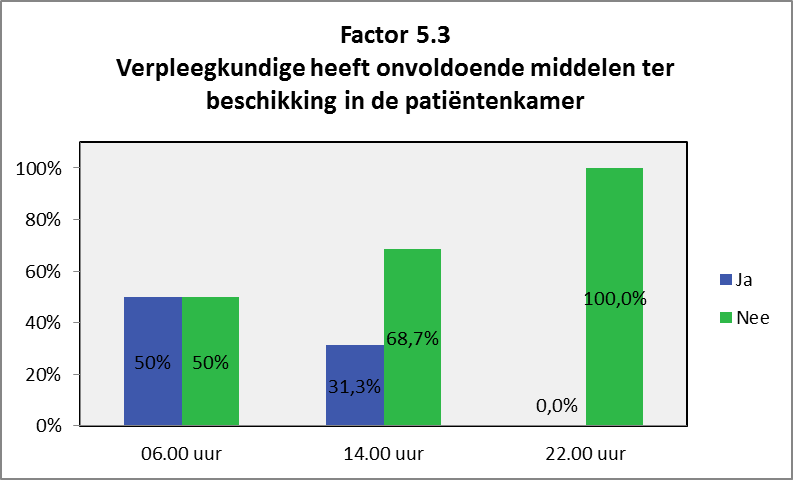 Factor 5.3
Verpleegkundige heeft onvoldoende middelen ter
beschikking in de patiëntenkamer
100%
80%
60%
40%
20%
0%
50%
50%
31,3%
68,7%
0,0%
100,0%
06.00 uur
14.00 uur
22.00 uur
Ja
Nee